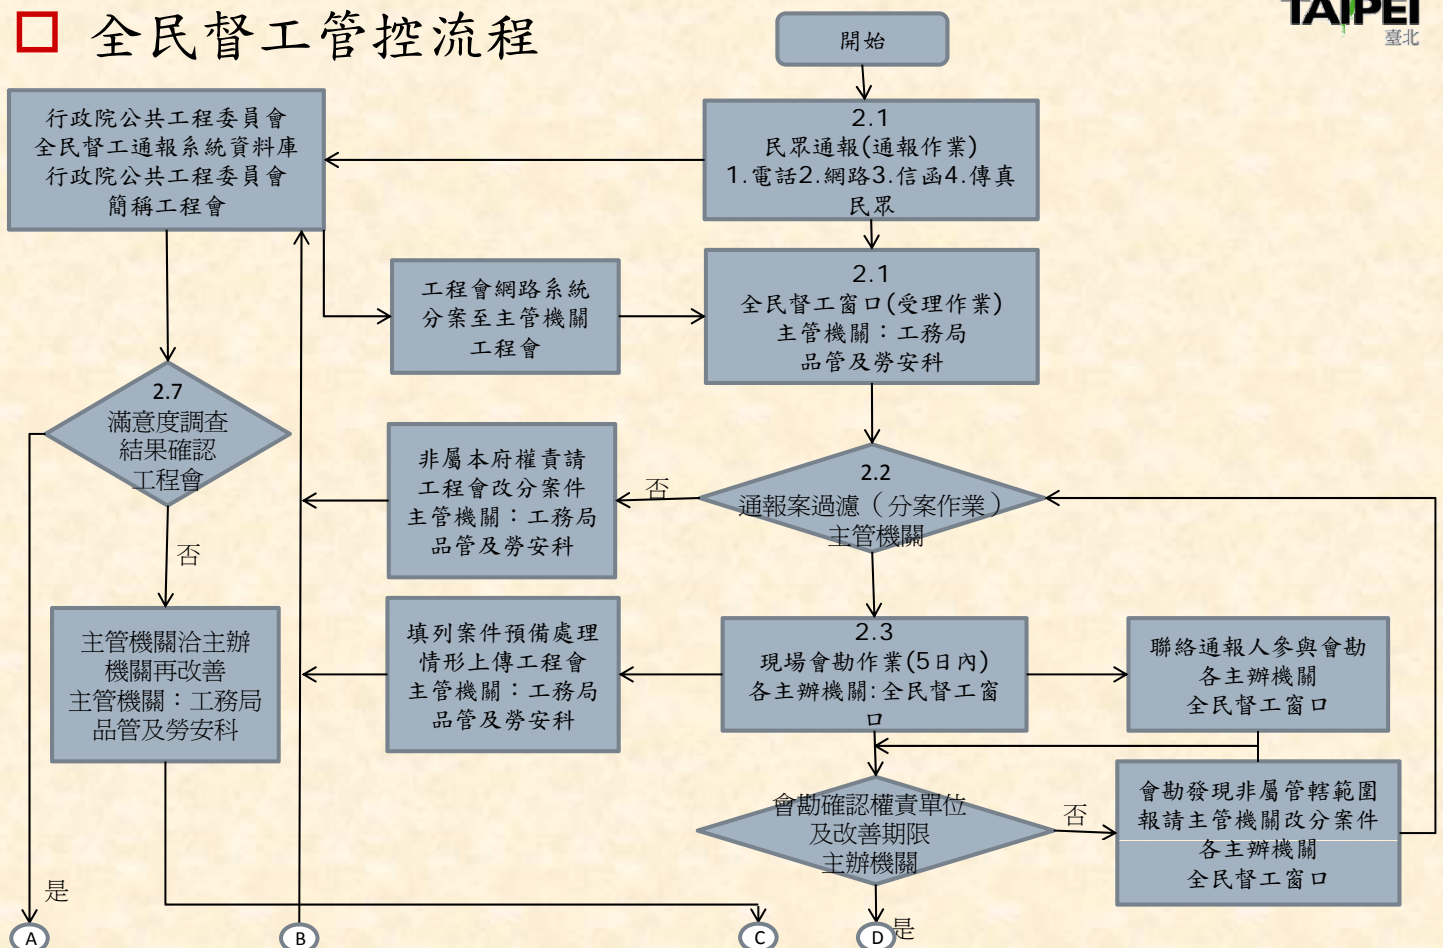 全民督工管控流程
TAIPEI
臺北
開始
行政院公共工程委員會
全民督工通報系統資料庫
行政院公共工程委員會
簡稱工程會
2.1
民眾通報(通報作業)
1.電話2.網路3.信函4.傳真
民眾
工程會網路系統
分案至主管機關
工程會
2.1
全民督工窗口(受理作業)
主管機關：工務局
品管及勞安科
2.7
滿意度調查
結果確認
工程會
非屬本府權責請
工程會改分案件
主管機關：工務局
品管及勞安科
否
2.2
通報案過濾（分案作業）
主管機關
否
主管機關洽主辦
機關再改善
主管機關：工務局
品管及勞安科
填列案件預備處理
情形上傳工程會
主管機關：工務局
品管及勞安科
2.3
現場會勘作業(5日內)
各主辦機關:全民督工窗
口
聯絡通報人參與會勘
各主辦機關
全民督工窗口
會勘確認權責單位
及改善期限
主辦機關
否
會勘發現非屬管轄範圍
報請主管機關改分案件
各主辦機關
全民督工窗口
是
是
A
B
C
D